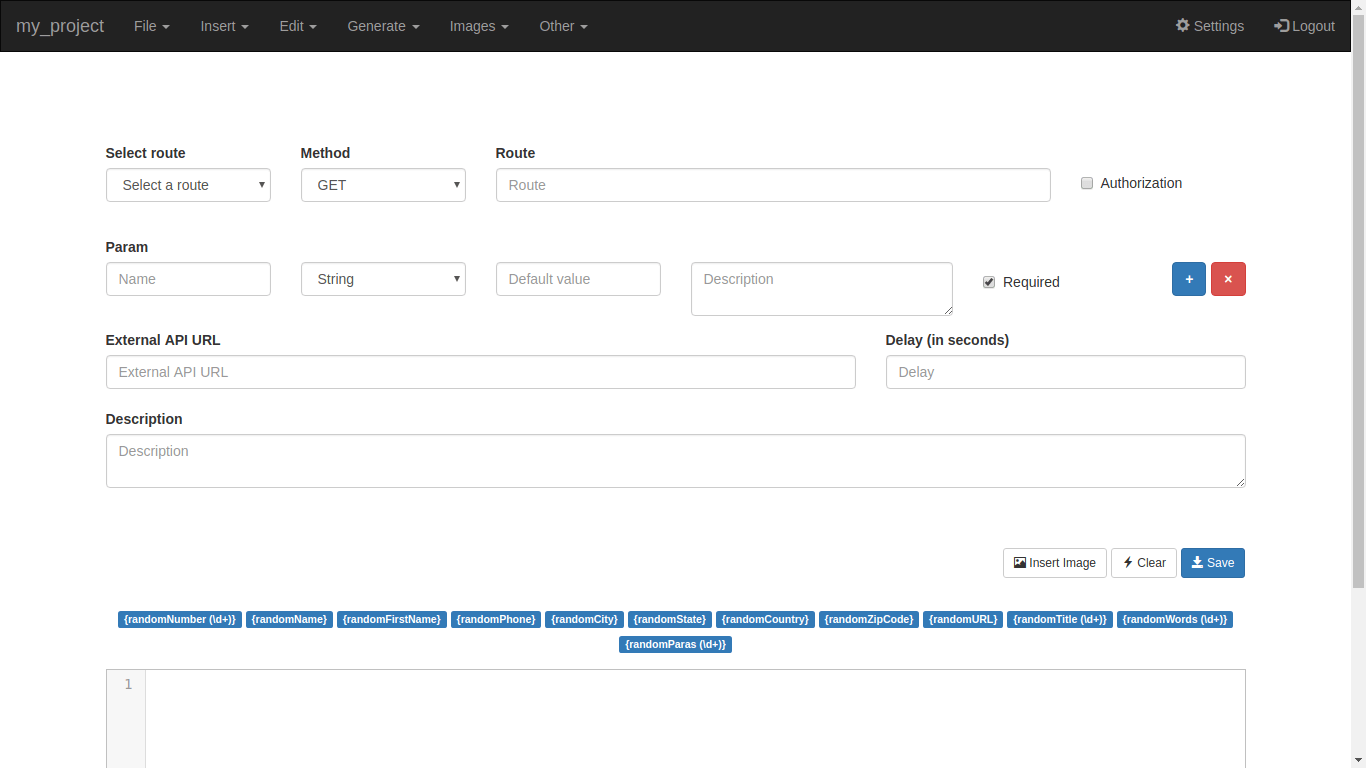 my_project File Insert Edit Generate Images Other Settings Logout
Select route Method Route
Select a route GET Route Authorization
Param
Name String Default value Description Required + ×
External API URL Delay (in seconds)
External API URL Delay
Description
Description
Insert Image Clear Save
{randomNumber (\d+)} {randomName} {randomFirstName} {randomPhone} {randomCity} {randomState} {randomCountry} {randomZipCode} {randomURL} {randomTitle (\d+)} {randomWords (\d+)}
{randomParas (\d+)}
1